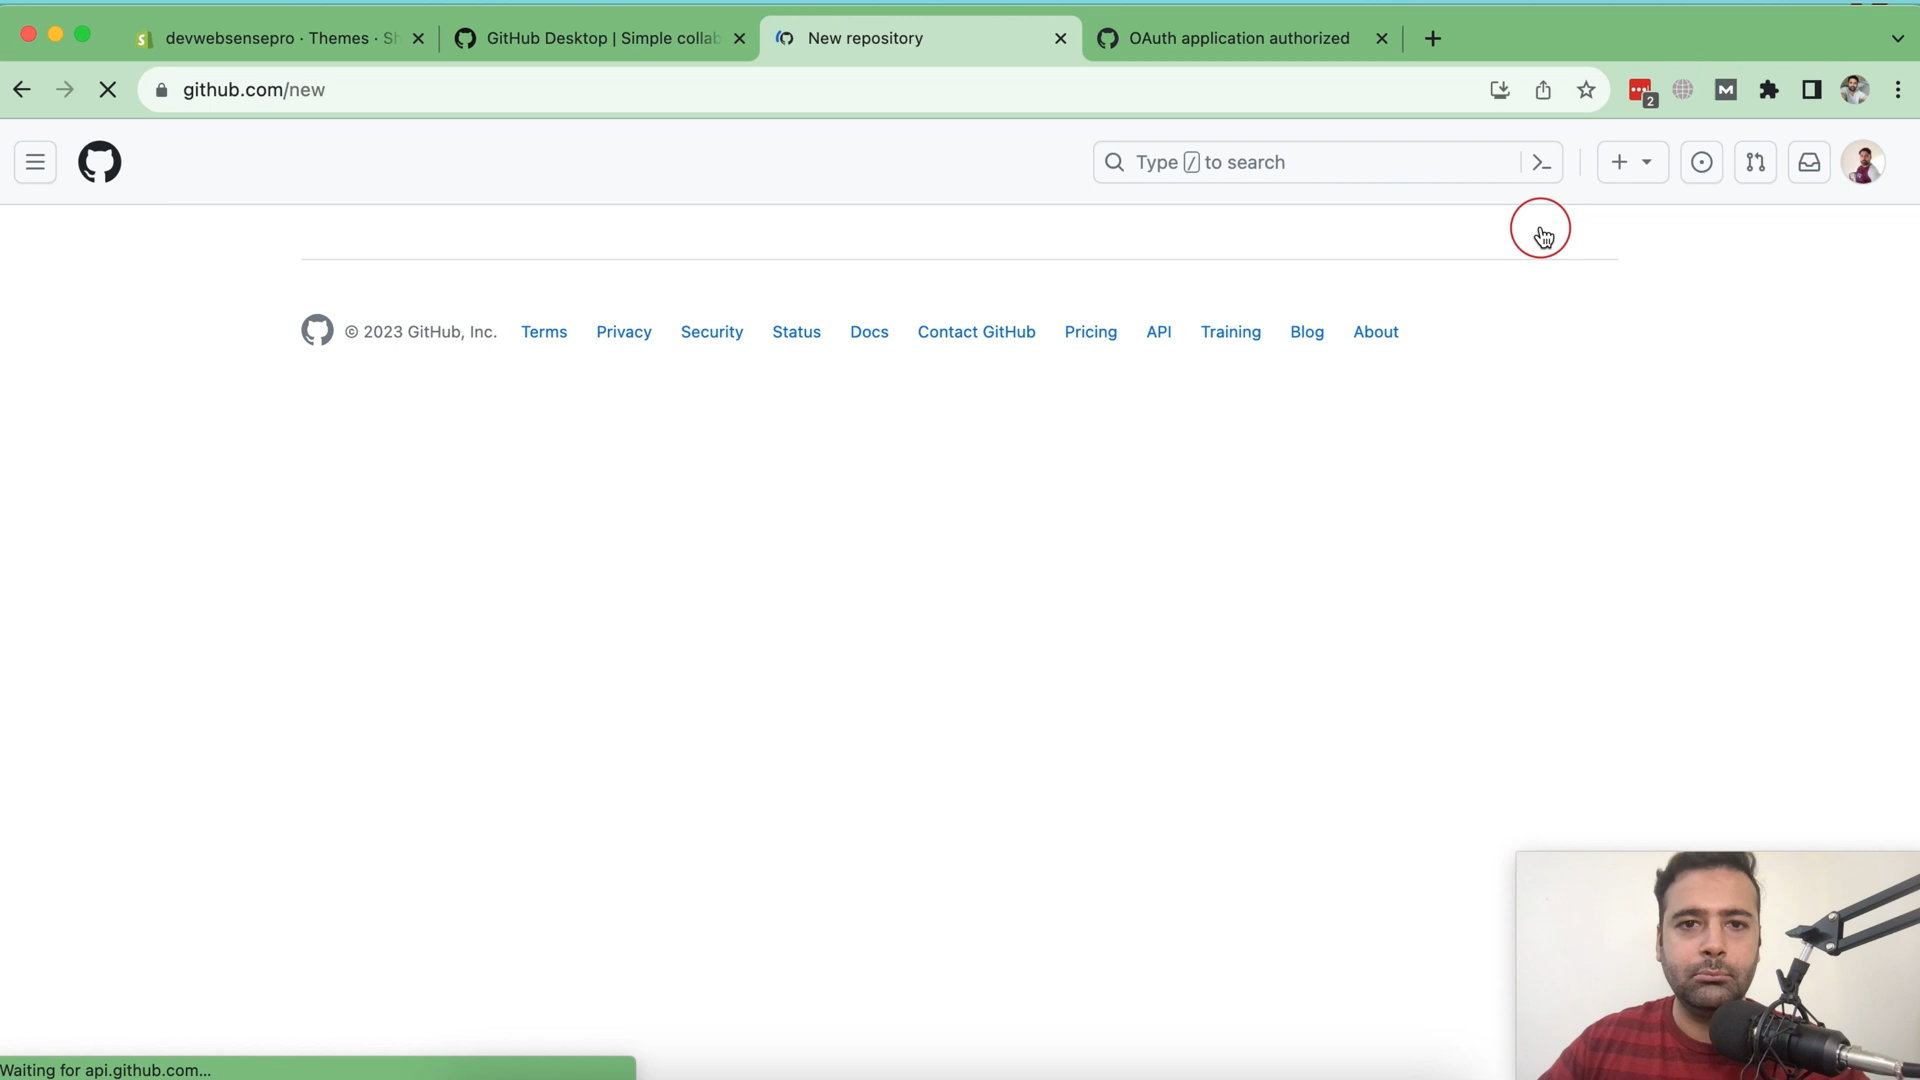 devwebsensepro · Themes · Sh
GitHub Desktop | Simple collab
New repository
OAuth application authorized
github.com/new
2
M
Type / to search
© 2023 GitHub, Inc. Terms Privacy Security Status Docs Contact GitHub Pricing API Training Blog About
Waiting for api.github.com...